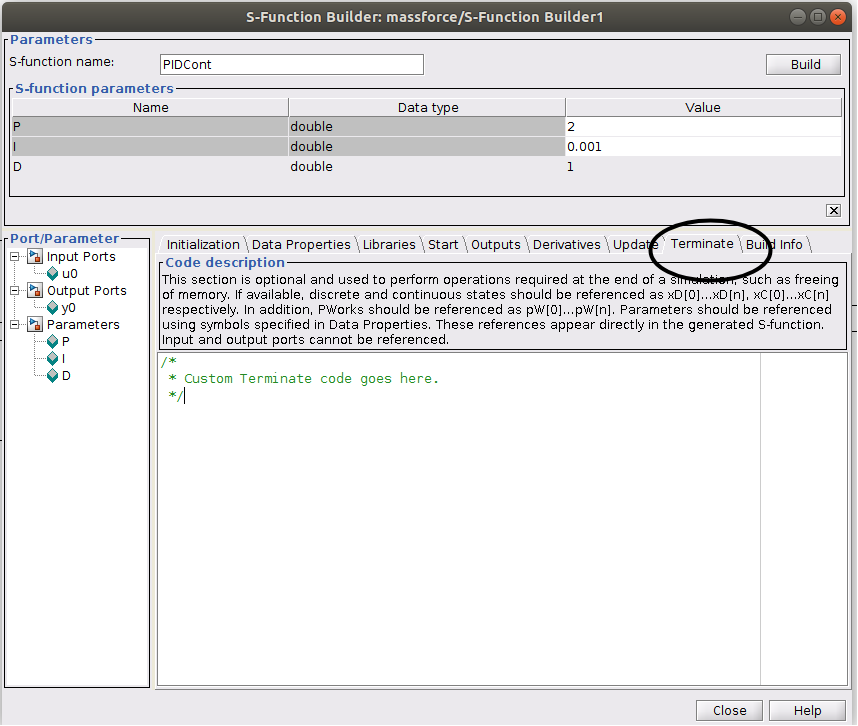 S-Function Builder: massforce/S-Function Builder1
Parameters
S-function name: PIDCont Build
S-function parameters
Name Data type Value
P double 2
I double 0.001
D double 1
Port/Parameter
Input Ports
u0
Output Ports
y0
Parameters
P
I
D
Initialization Data Properties Libraries Start Outputs Derivatives Update Terminate Build Info
Code description
This section is optional and used to perform operations required at the end of a simulation, such as freeing
of memory. If available, discrete and continuous states should be referenced as xD[0]...xD[n], xC[0]...xC[n]
respectively. In addition, PWorks should be referenced as pW[0]...pW[n]. Parameters should be referenced
using symbols specified in Data Properties. These references appear directly in the generated S-function.
Input and output ports cannot be referenced.
/*
* Custom Terminate code goes here.
*/
Close Help